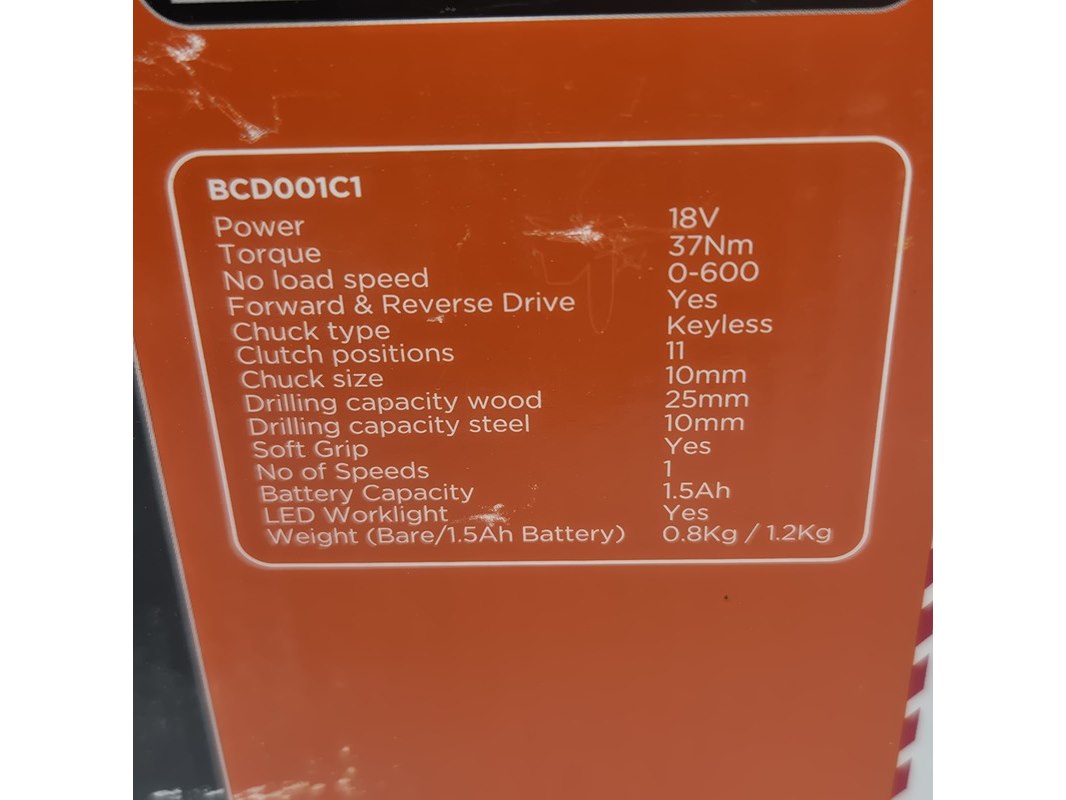 BCD001C1
Power 18V
Torque 37Nm
No load speed 0-600
Forward & Reverse Drive Yes
Chuck type Keyless
Clutch positions 11
Chuck size 10mm
Drilling capacity wood 25mm
Drilling capacity steel 10mm
Soft Grip Yes
No of Speeds 1
Battery Capacity 1.5Ah
LED Worklight Yes
Weight (Bare/1.5Ah Battery) 0.8Kg / 1.2Kg